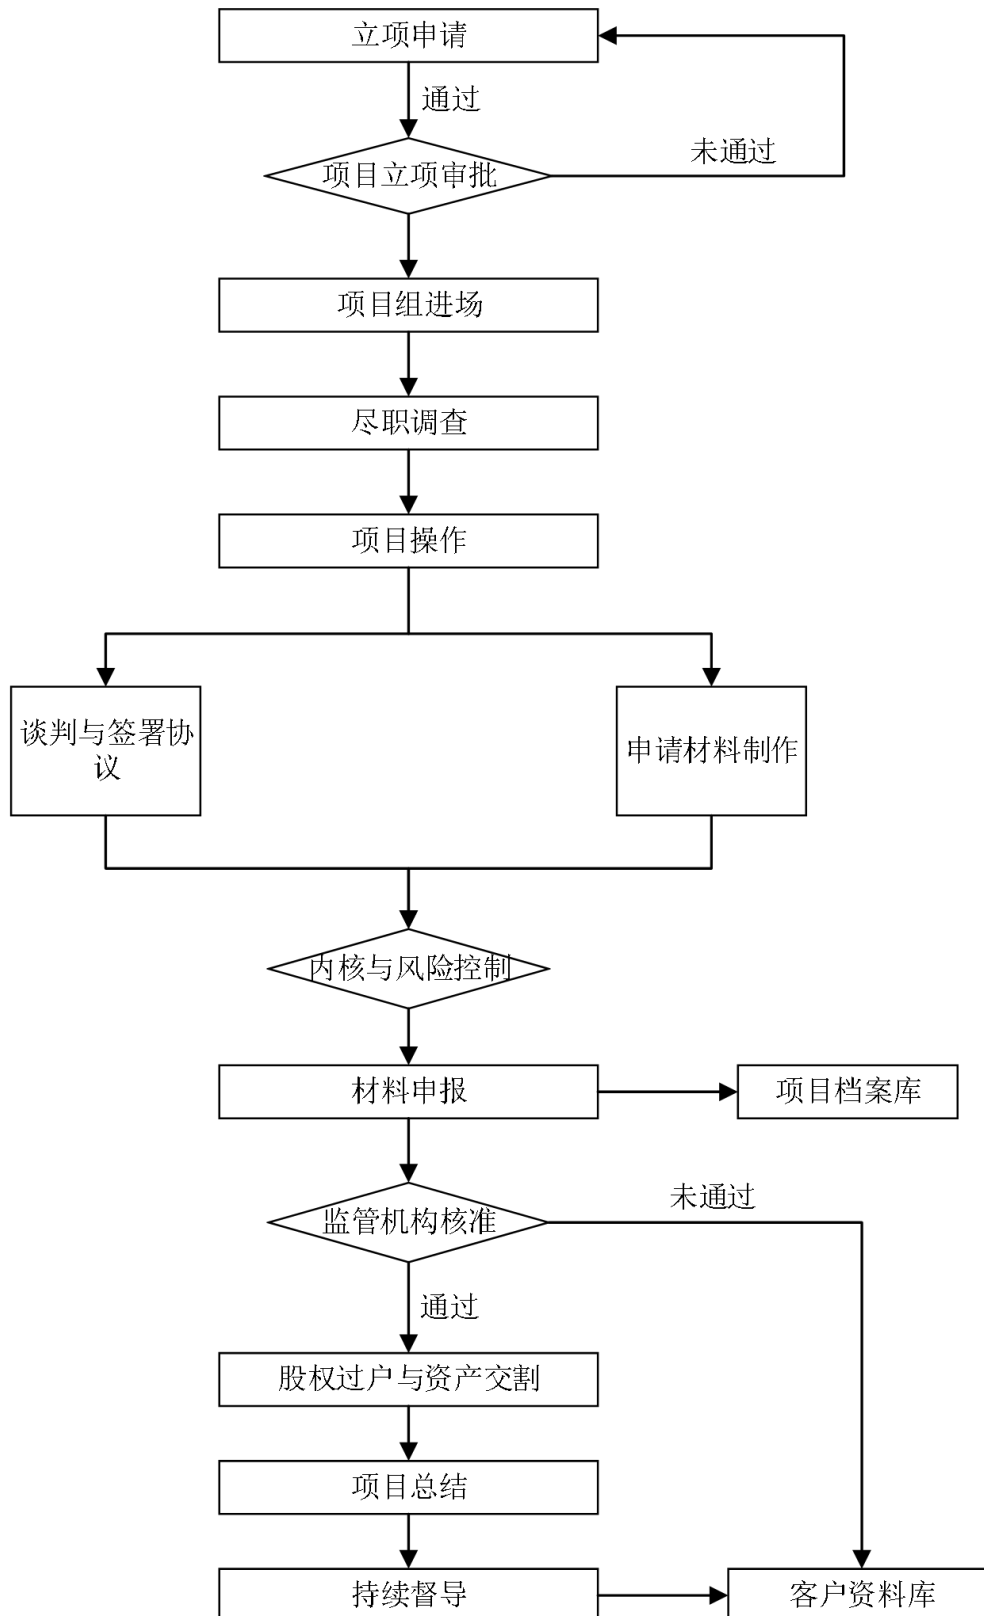 立项申请
通过
未通过
项目立项审批
项目组进场
尽职调查
项目操作
谈判与签署协
议
申请材料制作
内核与风险控制
材料申报
项目档案库
未通过
监管机构核准
通过
股权过户与资产交割
项目总结
持续督导
客户资料库